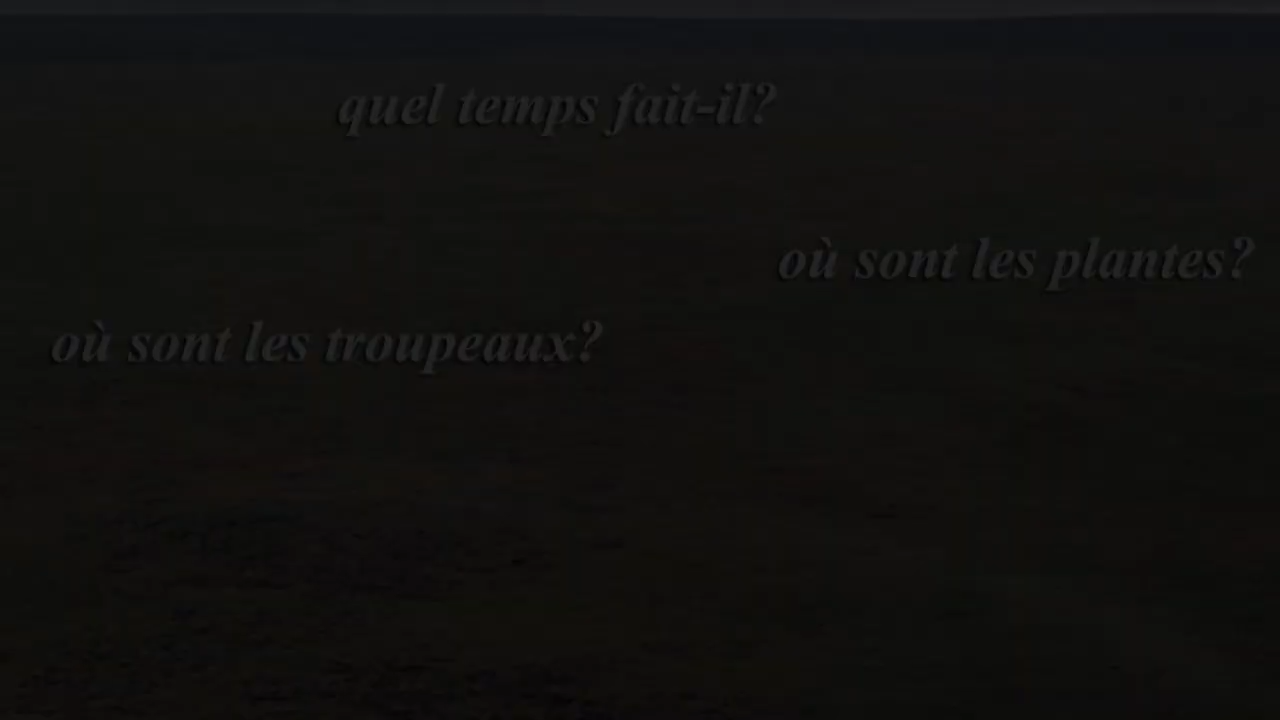 quel temps fait-il?
où sont les plantes?
où sont les troupeaux?